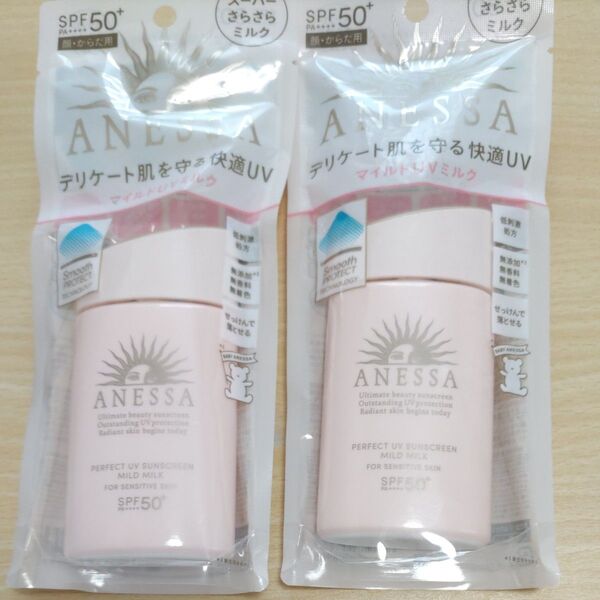 SPF50+
PA++++
顔・からだ用
スーパー
さらさら
ミルク
ANESSA
デリケート肌を守る快適UV
マイルドUVミルク
Smooth
PROTECT
TECHNOLOGY
低刺激
処方
無添加*1
無香料
無着色
せっけんで
落とせる
BABY ANESSA
ANESSA
Ultimate beauty sunscreen
Outstanding UV protection
Radiant skin begins today
PERFECT UV SUNSCREEN
MILD MILK
FOR SENSITIVE SKIN
SPF50+
PA++++
SPF50+
PA++++
顔・からだ用
さらさら
ミルク
ANESSA
デリケート肌を守る快適UV
マイルドUVミルク
Smooth
PROTECT
TECHNOLOGY
低刺激
処方
無添加*1
無香料
無着色
せっけんで
落とせる
BABY ANESSA
ANESSA
Ultimate beauty sunscreen
Outstanding UV protection
Radiant skin begins today
PERFECT UV SUNSCREEN
MILD MILK
FOR SENSITIVE SKIN
SPF50+
PA++++